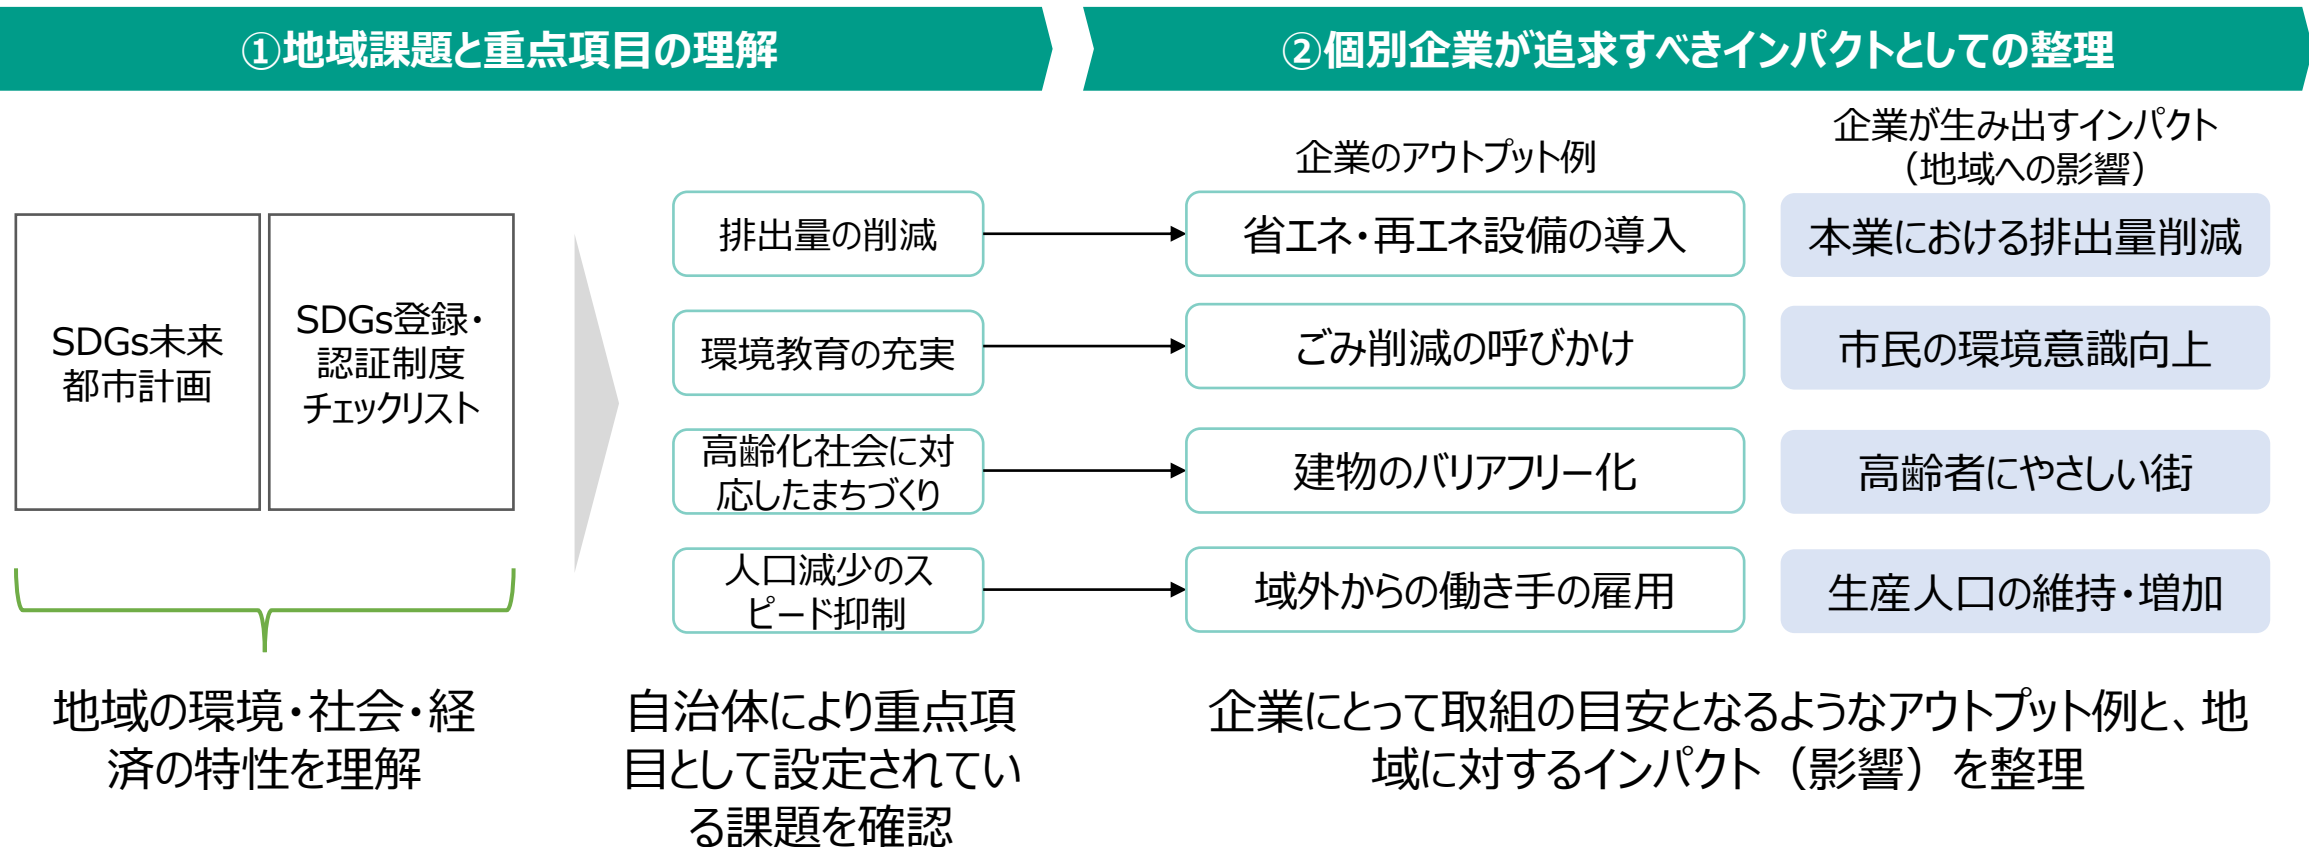 ①地域課題と重点項目の理解
②個別企業が追求すべきインパクトとしての整理
企業のアウトプット例
企業が生み出すインパクト
（地域への影響）
SDGs未来
都市計画
SDGs登録・
認証制度
チェックリスト
排出量の削減
省エネ・再エネ設備の導入
本業における排出量削減
環境教育の充実
ごみ削減の呼びかけ
市民の環境意識向上
高齢化社会に対
応したまちづくり
建物のバリアフリー化
高齢者にやさしい街
人口減少のス
ピード抑制
域外からの働き手の雇用
生産人口の維持・増加
地域の環境・社会・経
済の特性を理解
自治体により重点項
目として設定されてい
る課題を確認
企業にとって取組の目安となるようなアウトプット例と、地
域に対するインパクト（影響）を整理